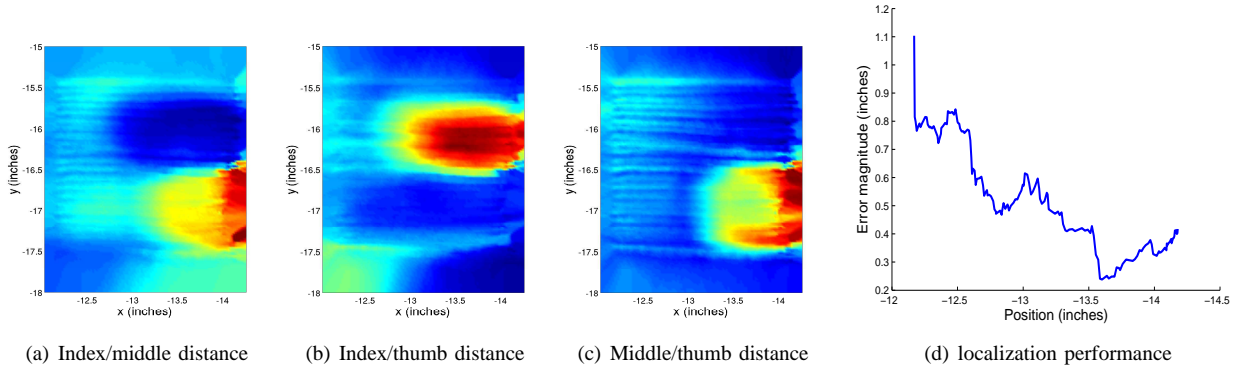 -15
-15.5
-16
-16.5
-17
-17.5
-18
y (inches)
-12.5 -13 -13.5 -14
x (inches)
(a) Index/middle distance
-15
-15.5
-16
-16.5
-17
-17.5
-18
y (inches)
-12.5 -13 -13.5 -14
x (inches)
(b) Index/thumb distance
-15
-15.5
-16
-16.5
-17
-17.5
-18
y (inches)
-12.5 -13 -13.5 -14
x (inches)
(c) Middle/thumb distance
1.2
1.1
1
0.9
0.8
0.7
0.6
0.5
0.4
0.3
0.2
Error magnitude (inches)
−12 −12.5 −13 −13.5 −14 −14.5
Position (inches)
(d) localization performance